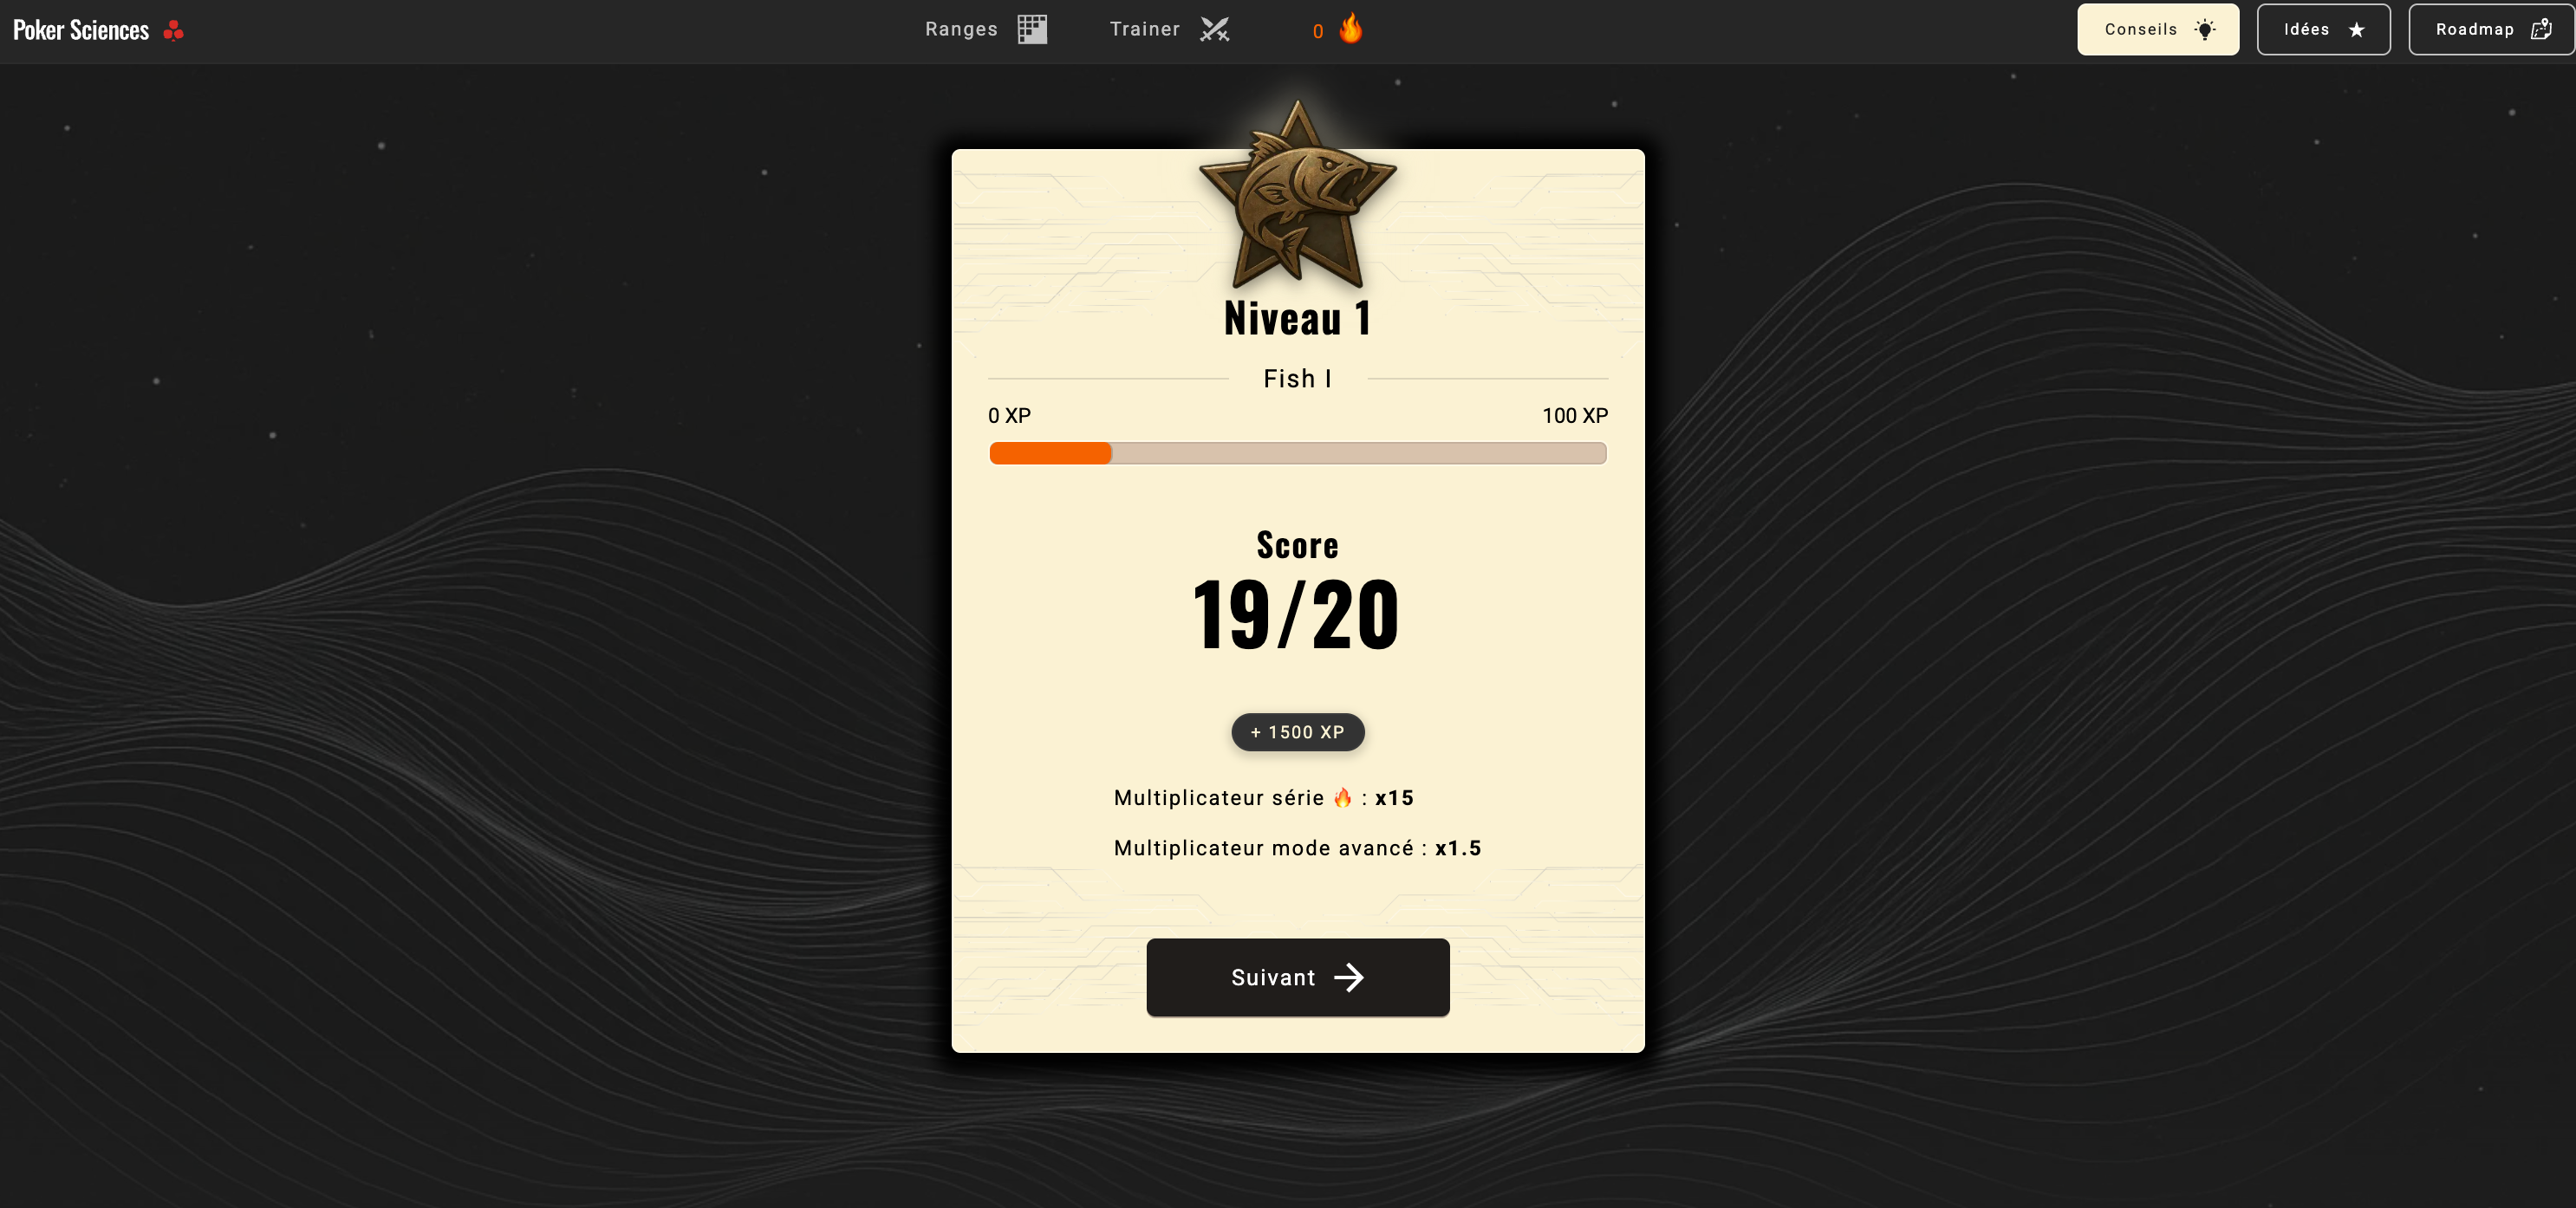 Poker Sciences
Ranges
Trainer
0
Conseils
Idées
Roadmap
Niveau 1
Fish I
0 XP
100 XP
Score
19/20
+ 1500 XP
Multiplicateur série 🔥 : x15
Multiplicateur mode avancé : x1.5
Suivant